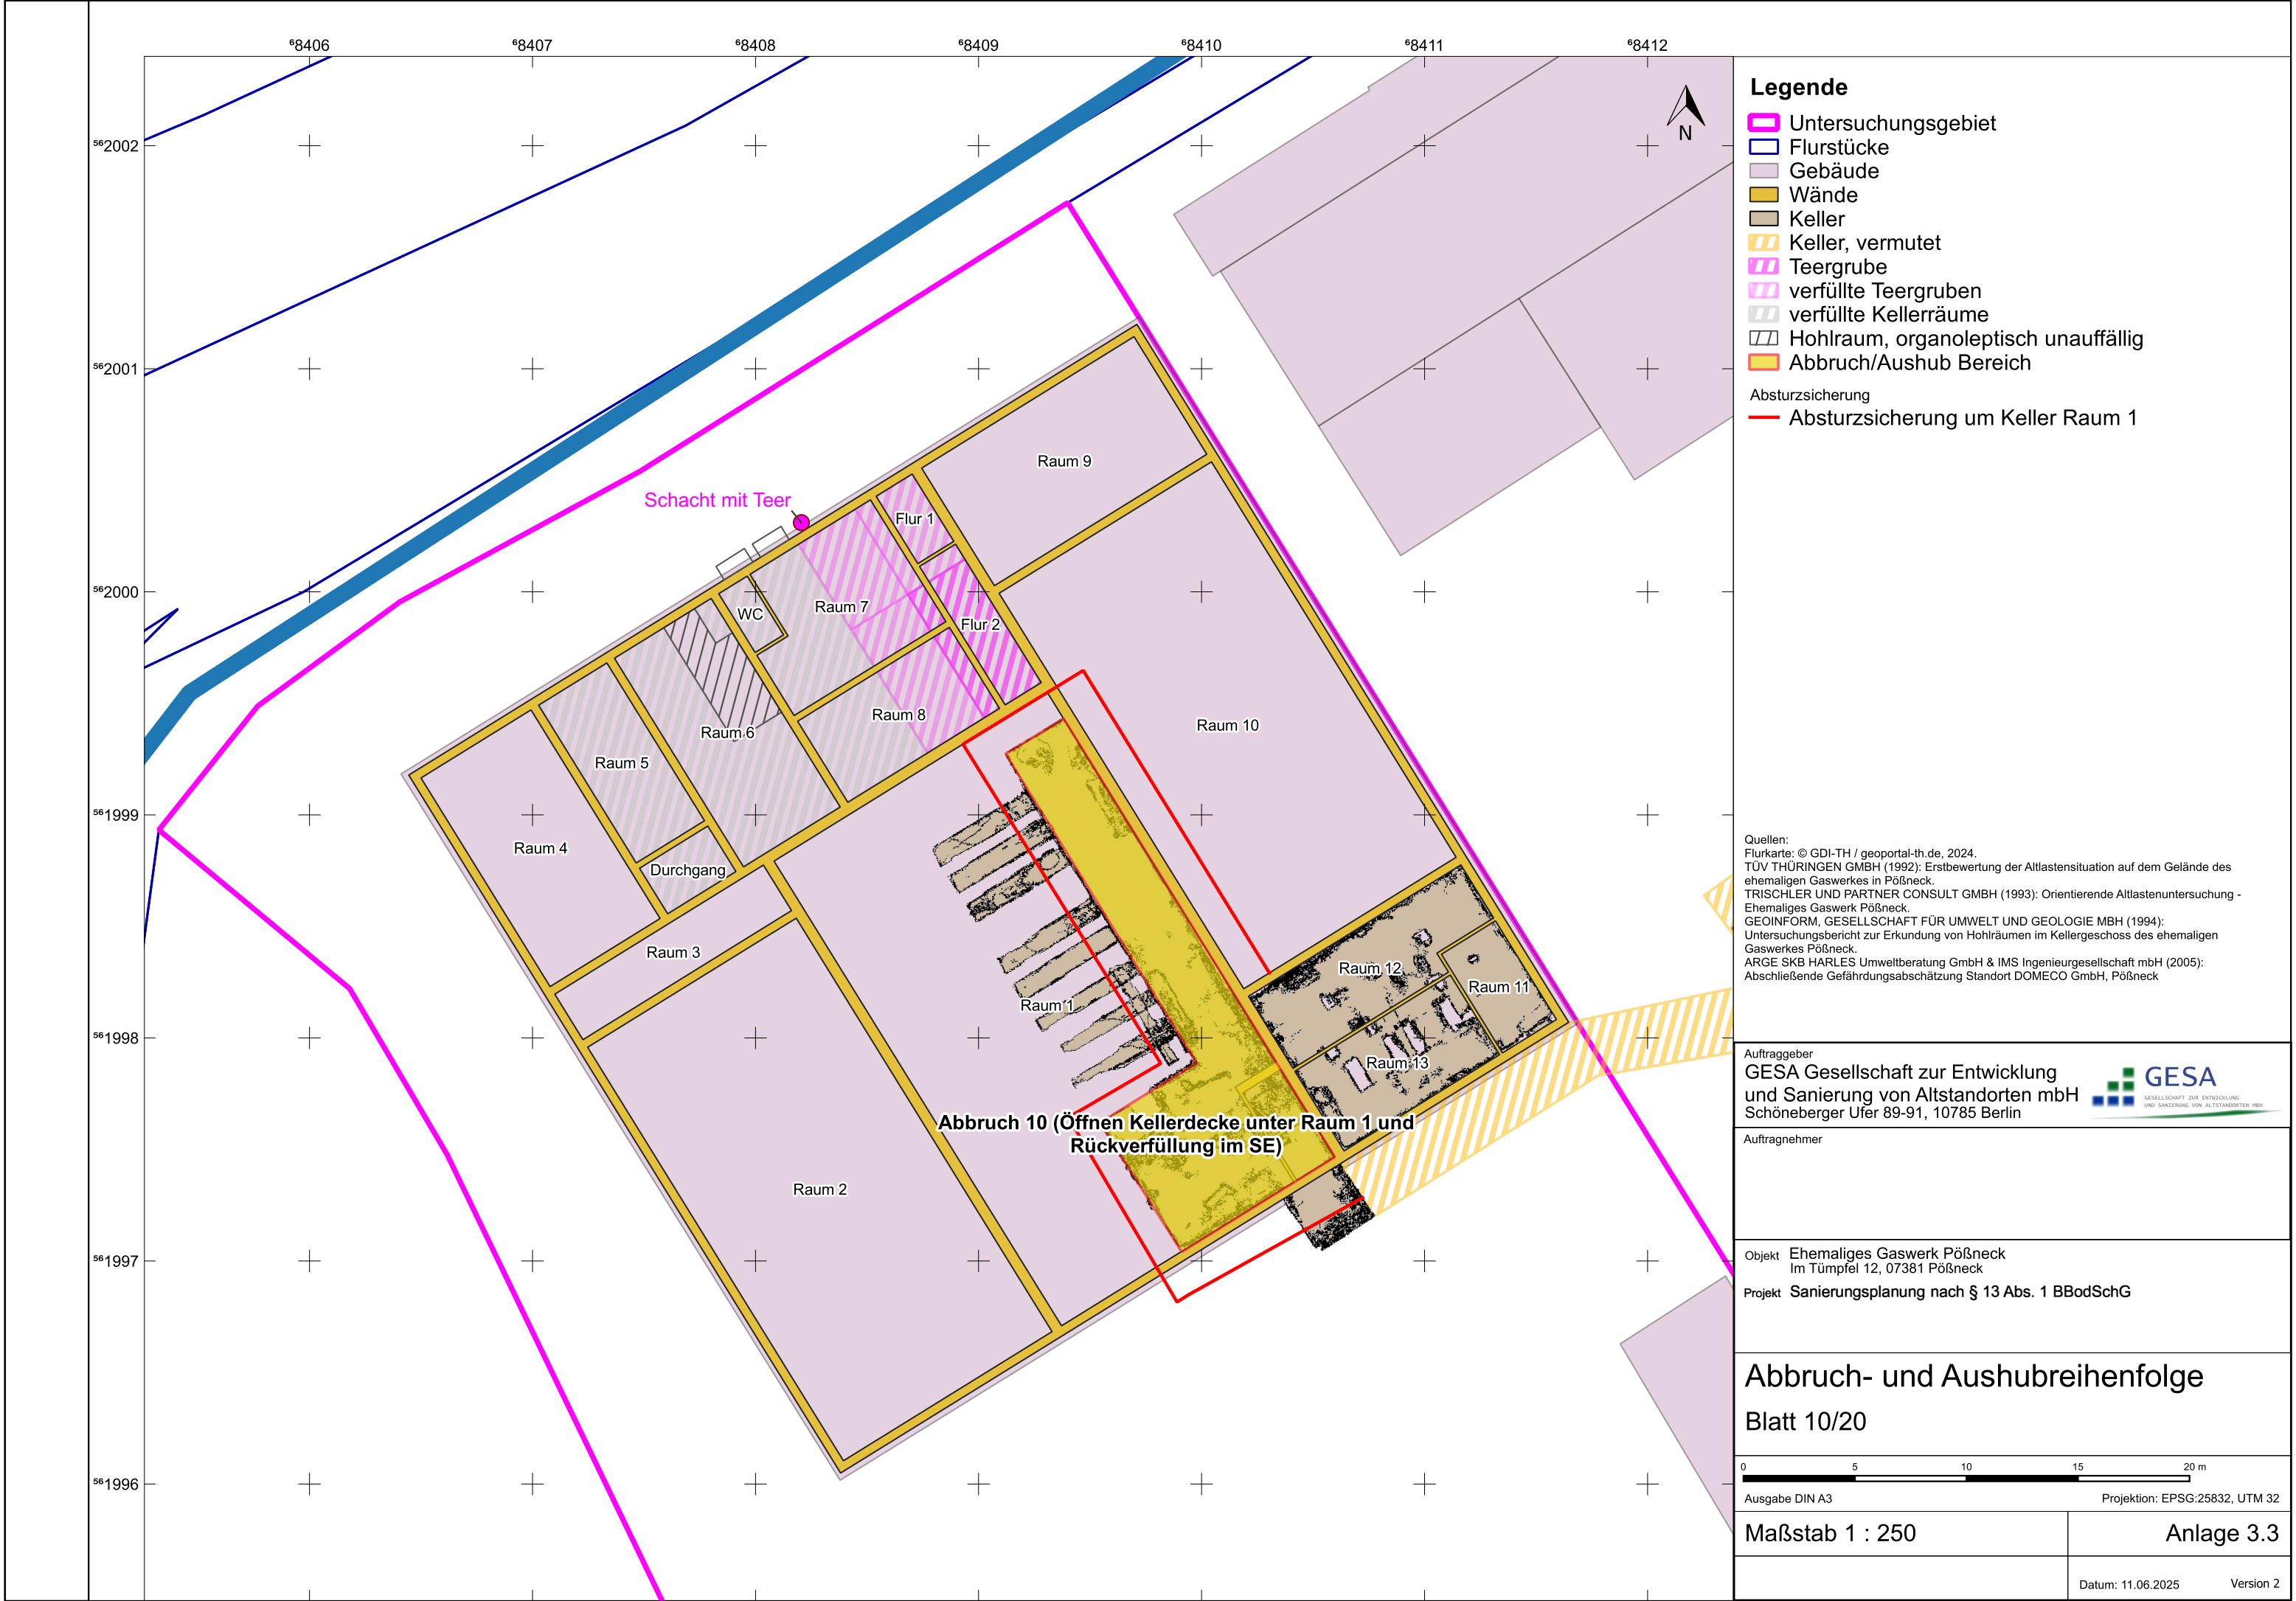 ⁶8406 ⁶8407 ⁶8408 ⁶8409 ⁶8410 ⁶8411 ⁶8412
⁵⁶2002
⁵⁶2001
⁵⁶2000
⁵⁶1999
⁵⁶1998
⁵⁶1997
⁵⁶1996
N
Schacht mit Teer
Raum 9
Flur 1
Raum 7
WC
Flur 2
Raum 8
Raum 6
Raum 5
Raum 10
Raum 4
Durchgang
Raum 3
Raum 1
Raum 12
Raum 11
Raum 13
Abbruch 10 (Öffnen Kellerdecke unter Raum 1 und
Rückverfüllung im SE)
Raum 2
Legende
Untersuchungsgebiet
Flurstücke
Gebäude
Wände
Keller
Keller, vermutet
Teergrube
verfüllte Teergruben
verfüllte Kellerräume
Hohlraum, organoleptisch unauffällig
Abbruch/Aushub Bereich
Absturzsicherung
Absturzsicherung um Keller Raum 1
Quellen:
Flurkarte: © GDI-TH / geoportal-th.de, 2024.
TÜV THÜRINGEN GMBH (1992): Erstbewertung der Altlastensituation auf dem Gelände des
ehemaligen Gaswerkes in Pößneck.
TRISCHLER UND PARTNER CONSULT GMBH (1993): Orientierende Altlastenuntersuchung -
Ehemaliges Gaswerk Pößneck.
GEOINFORM, GESELLSCHAFT FÜR UMWELT UND GEOLOGIE MBH (1994):
Untersuchungsbericht zur Erkundung von Hohlräumen im Kellergeschoss des ehemaligen
Gaswerkes Pößneck.
ARGE SKB HARLES Umweltberatung GmbH & IMS Ingenieurgesellschaft mbH (2005):
Abschließende Gefährdungsabschätzung Standort DOMECO GmbH, Pößneck
Auftraggeber
GESA Gesellschaft zur Entwicklung
und Sanierung von Altstandorten mbH
Schöneberger Ufer 89-91, 10785 Berlin
GESA
GESELLSCHAFT ZUR ENTWICKLUNG
UND SANIERUNG VON ALTSTANDORTEN MBH
Auftragnehmer
Objekt Ehemaliges Gaswerk Pößneck
Im Tümpfel 12, 07381 Pößneck
Projekt Sanierungsplanung nach § 13 Abs. 1 BBodSchG
Abbruch- und Aushubreihenfolge
Blatt 10/20
0 5 10 15 20 m
Ausgabe DIN A3 Projektion: EPSG:25832, UTM 32
Maßstab 1 : 250 Anlage 3.3
Datum: 11.06.2025 Version 2